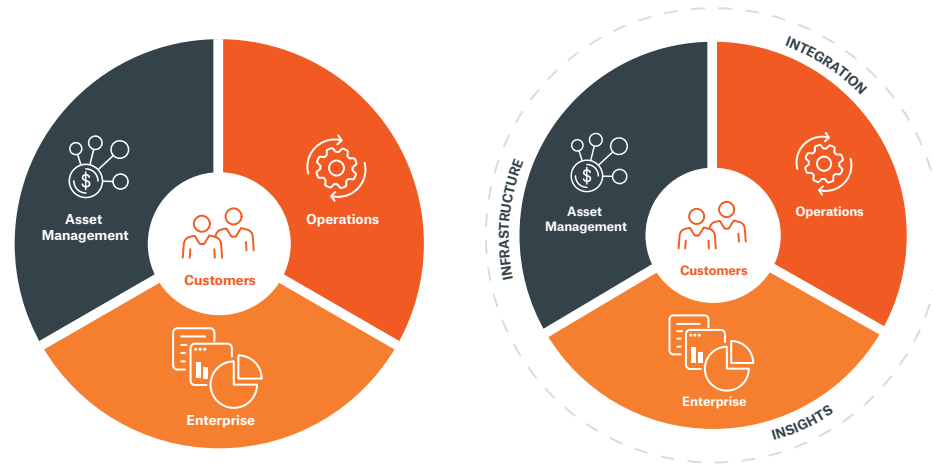 Asset
Management
Operations
Customers
Enterprise
INTEGRATION
INFRASTRUCTURE
Asset
Management
Operations
Customers
Enterprise
INSIGHTS